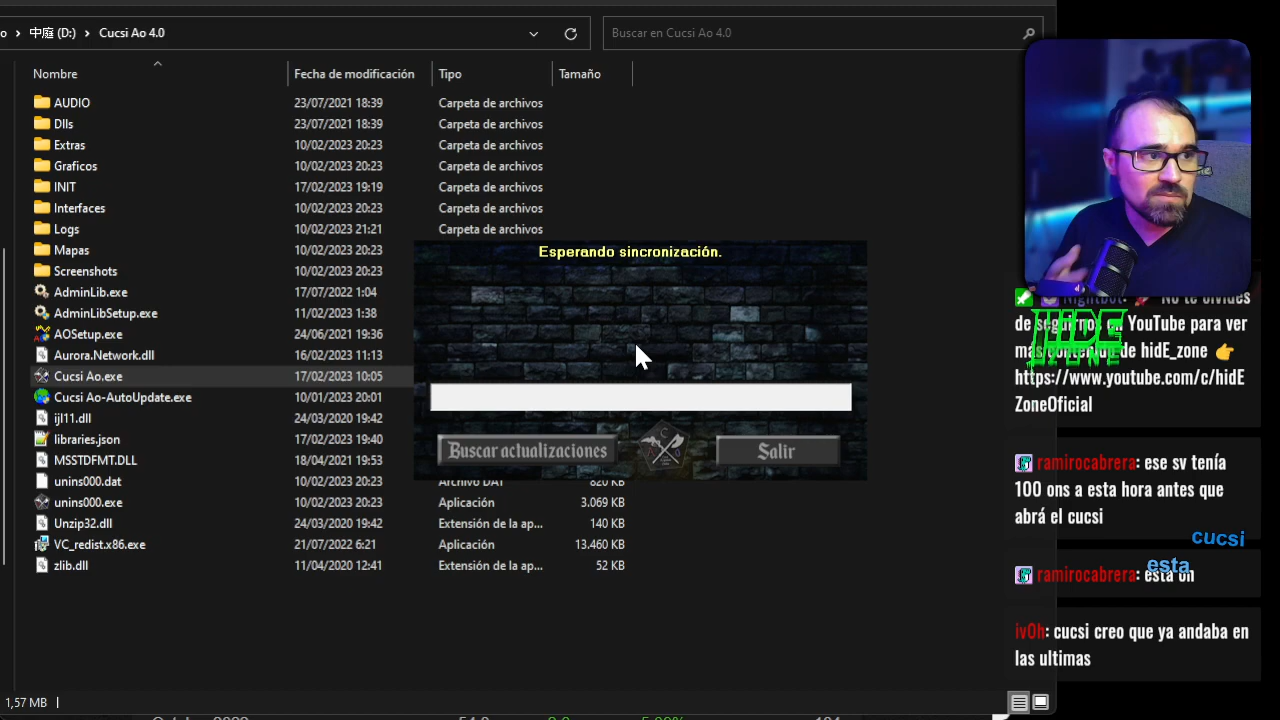 o › 中庭 (D:) › Cucsi Ao 4.0
Buscar en Cucsi Ao 4.0
Nombre Fecha de modificación Tipo Tamaño
AUDIO 23/07/2021 18:39 Carpeta de archivos
Dlls 23/07/2021 18:39 Carpeta de archivos
Extras 10/02/2023 20:23 Carpeta de archivos
Graficos 10/02/2023 20:23 Carpeta de archivos
INIT 17/02/2023 19:19 Carpeta de archivos
Interfaces 10/02/2023 20:23 Carpeta de archivos
Logs 10/02/2023 21:21 Carpeta de archivos
Mapas 10/02/2023 20:23
Screenshots 10/02/2023 20:23
AdminLib.exe 17/07/2022 1:04
AdminLibSetup.exe 11/02/2023 1:38
AOSetup.exe 24/06/2021 19:36
Aurora.Network.dll 16/02/2023 11:13
Cucsi Ao.exe 17/02/2023 10:05
Cucsi Ao-AutoUpdate.exe 10/01/2023 20:01
ijl11.dll 24/03/2020 19:42
libraries.json 17/02/2023 19:40
MSSTDFMT.DLL 18/04/2021 19:53
unins000.dat 10/02/2023 20:23 Archivo DAT 820 KB
unins000.exe 10/02/2023 20:23 Aplicación 3.069 KB
Unzip32.dll 24/03/2020 19:42 Extensión de la ap... 140 KB
VC_redist.x86.exe 21/07/2022 6:21 Aplicación 13.460 KB
zlib.dll 11/04/2020 12:41 Extensión de la ap... 52 KB
1,57 MB
Esperando sincronización.
Buscar actualizaciones
Salir
Nightbot: No te olvides
de seguirnos en YouTube para ver
más contenido de hidE_zone
https://www.youtube.com/c/hidE
ZoneOficial
HIDE
ZONE
ramirocabrera: ese sv tenía
100 ons a esta hora antes que
abrá el cucsi
cucsi
esta
ramirocabrera: esta on
iv0h: cucsi creo que ya andaba en
las ultimas